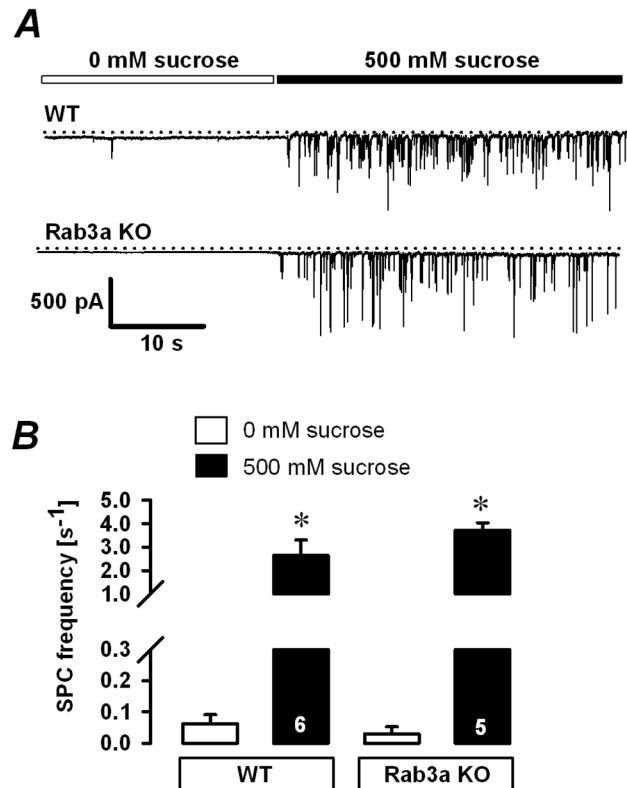 A
0 mM sucrose 500 mM sucrose
WT
Rab3a KO
500 pA
10 s
B
0 mM sucrose
500 mM sucrose
SPC frequency [s-1]
5.0
4.0
3.0
2.0
1.0
0.3
0.2
0.1
0.0
* *
6 5
WT Rab3a KO